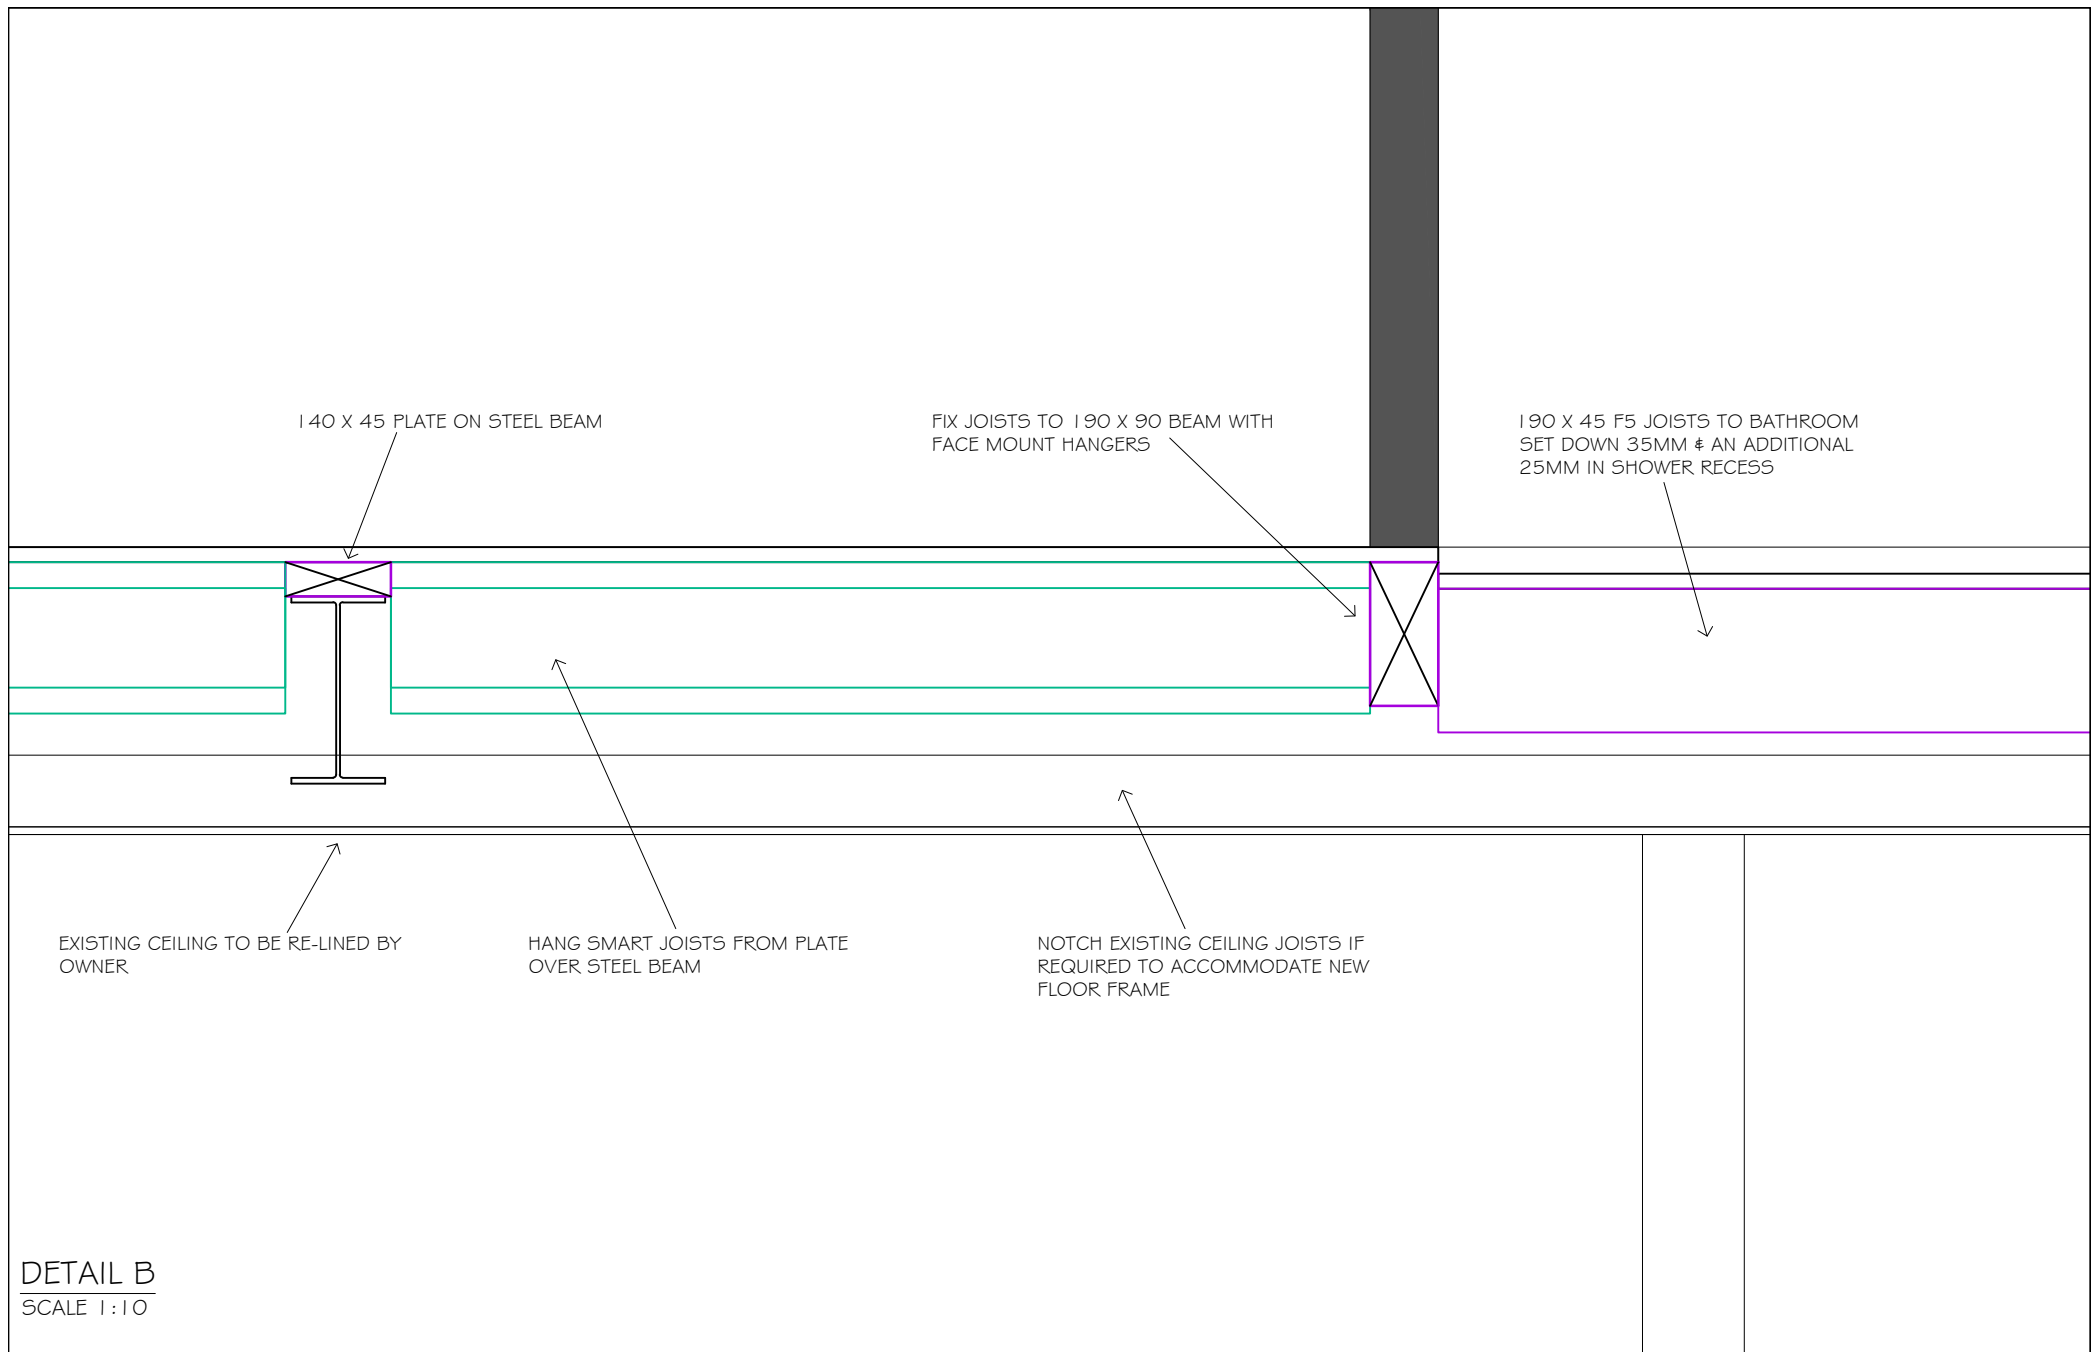 140 X 45 PLATE ON STEEL BEAM
FIX JOISTS TO 190 X 90 BEAM WITH
FACE MOUNT HANGERS
190 X 45 F5 JOISTS TO BATHROOM
SET DOWN 35MM & AN ADDITIONAL
25MM IN SHOWER RECESS
EXISTING CEILING TO BE RE-LINED BY
OWNER
HANG SMART JOISTS FROM PLATE
OVER STEEL BEAM
NOTCH EXISTING CEILING JOISTS IF
REQUIRED TO ACCOMMODATE NEW
FLOOR FRAME
DETAIL B
SCALE 1:10